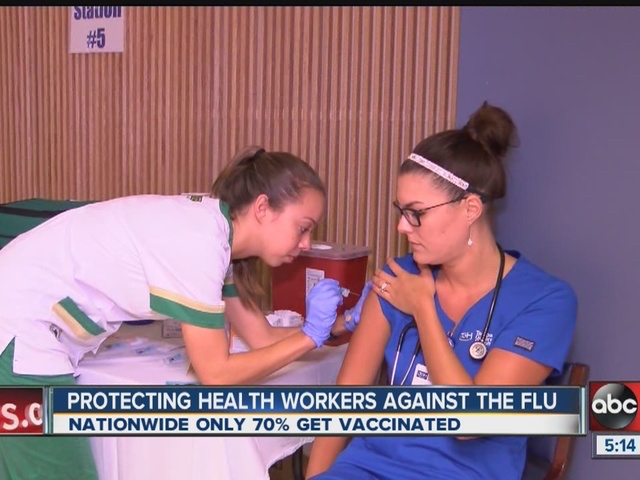 Station
#5
S.O
PROTECTING HEALTH WORKERS AGAINST THE FLU
NATIONWIDE ONLY 70% GET VACCINATED
abc
5:14